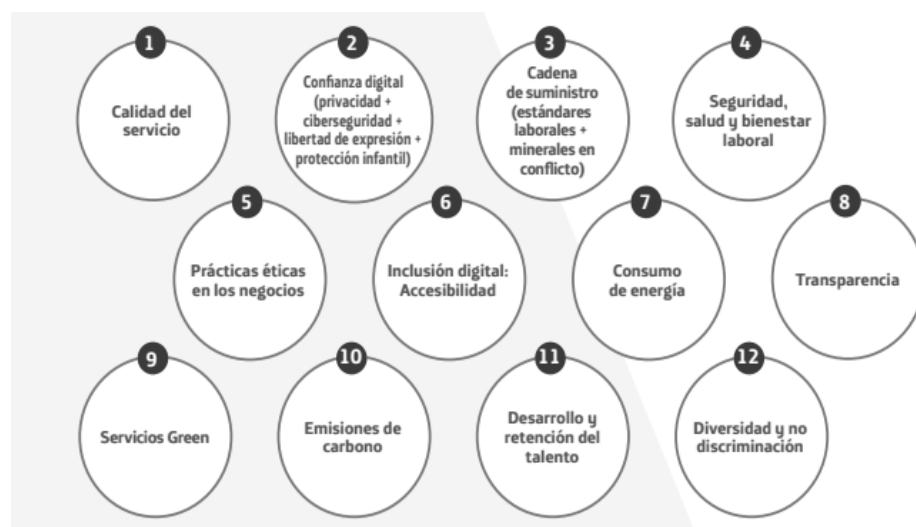 1
Calidad del
servicio
2
Confianza digital
(privacidad +
ciberseguridad +
libertad de expresión +
protección infantil)
3
Cadena
de suministro
(estándares
laborales +
minerales en
conflicto)
4
Seguridad,
salud y bienestar
laboral
5
Prácticas éticas
en los negocios
6
Inclusión digital:
Accesibilidad
7
Consumo
de energía
8
Transparencia
9
Servicios Green
10
Emisiones de
carbono
11
Desarrollo y
retención del
talento
12
Diversidad y no
discriminación